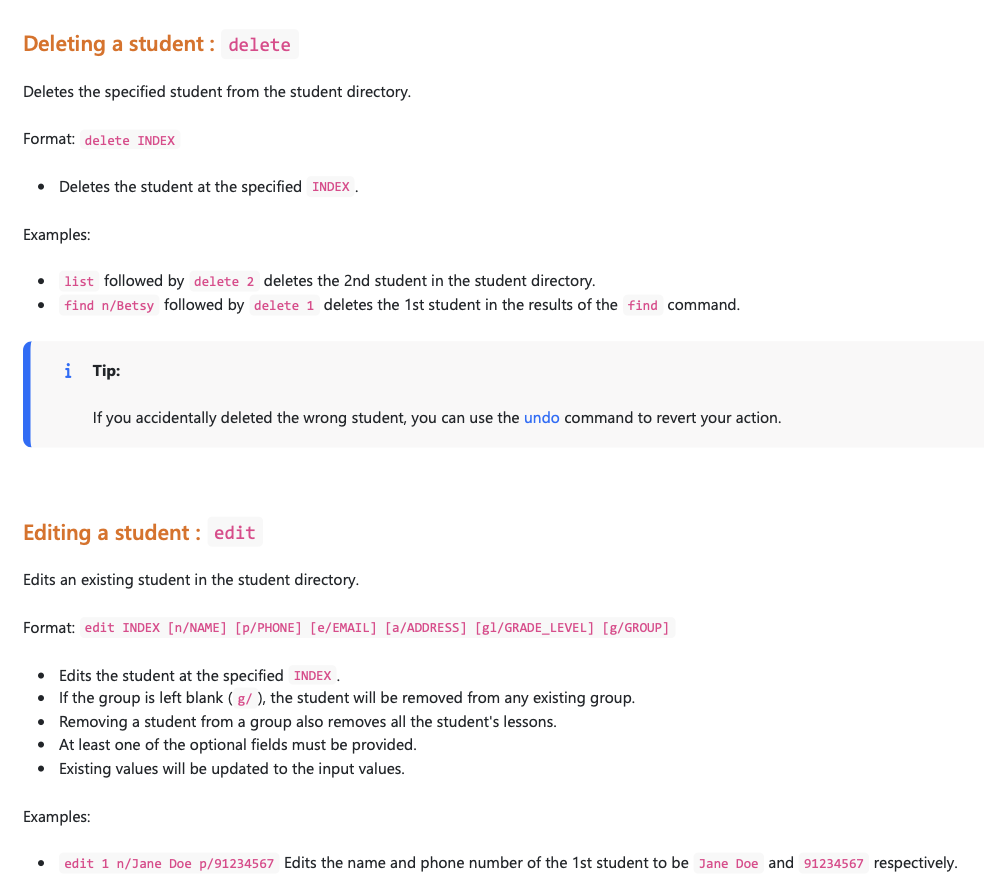 Deleting a student : delete
Deletes the specified student from the student directory.
Format: delete INDEX
• Deletes the student at the specified INDEX .
Examples:
• list followed by delete 2 deletes the 2nd student in the student directory.
• find n/Betsy followed by delete 1 deletes the 1st student in the results of the find command.
i Tip:
If you accidentally deleted the wrong student, you can use the undo command to revert your action.
Editing a student : edit
Edits an existing student in the student directory.
Format: edit INDEX [n/NAME] [p/PHONE] [e/EMAIL] [a/ADDRESS] [gl/GRADE_LEVEL] [g/GROUP]
• Edits the student at the specified INDEX .
• If the group is left blank ( g/ ), the student will be removed from any existing group.
• Removing a student from a group also removes all the student's lessons.
• At least one of the optional fields must be provided.
• Existing values will be updated to the input values.
Examples:
• edit 1 n/Jane Doe p/91234567 Edits the name and phone number of the 1st student to be Jane Doe and 91234567 respectively.